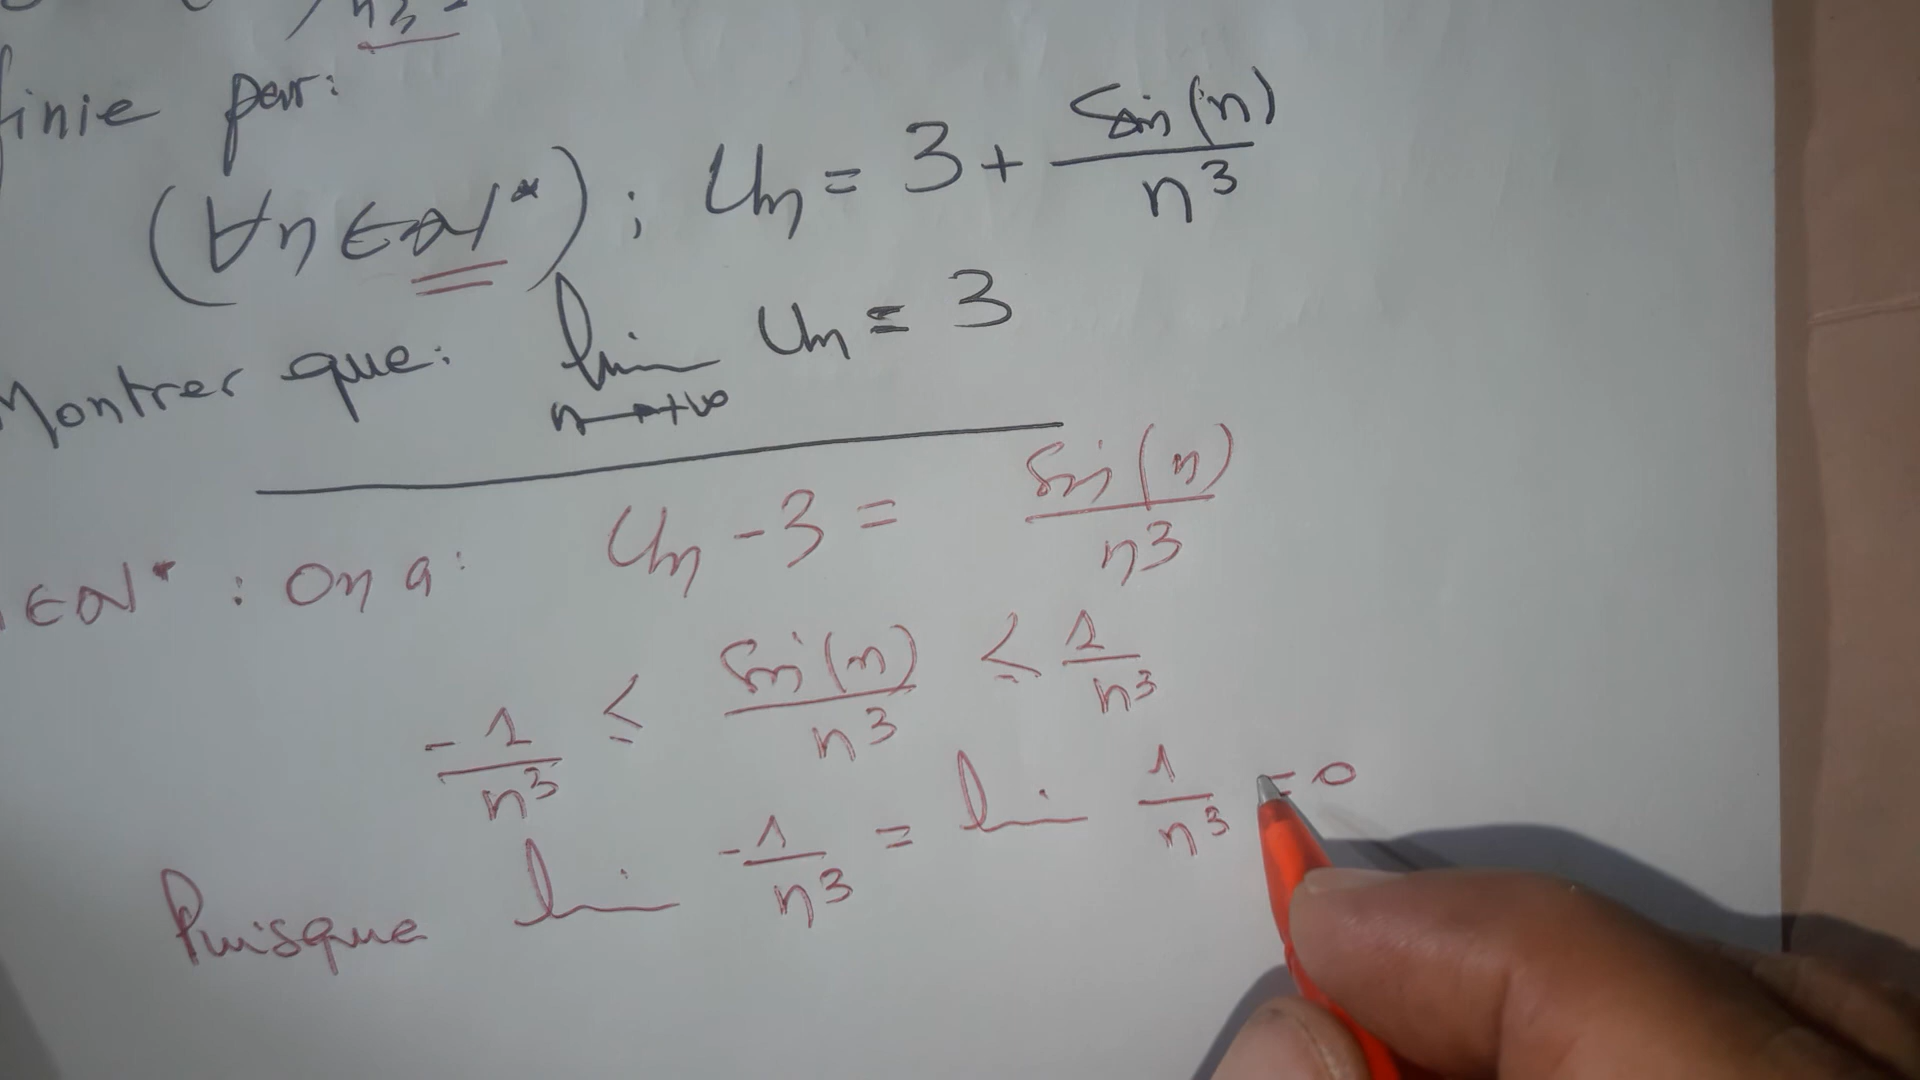 n3
finie par:
(∀n∈ℕ*) ; Un = 3 + sin(n)/n³
Montrer que: lim Un = 3
n→+∞
∈ℕ* : On a: Un - 3 = sin(n)/n³
-1/n³ ≤ sin(n)/n³ ≤ 1/n³
Puisque lim -1/n³ = lim 1/n³ = 0